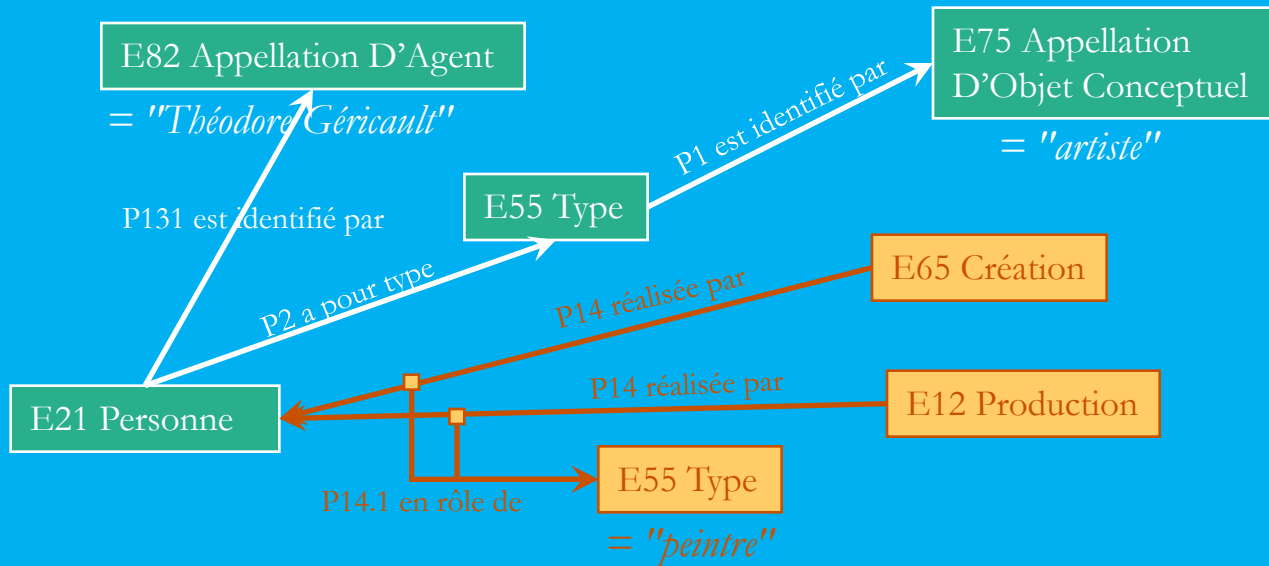 E82 Appellation D'Agent
= "Théodore Géricault"
E75 Appellation
D'Objet Conceptuel
= "artiste"
P1 est identifié par
P131 est identifié par
E55 Type
P2 a pour type
E65 Création
P14 réalisée par
P14 réalisée par
E21 Personne
E12 Production
E55 Type
P14.1 en rôle de
= "peintre"